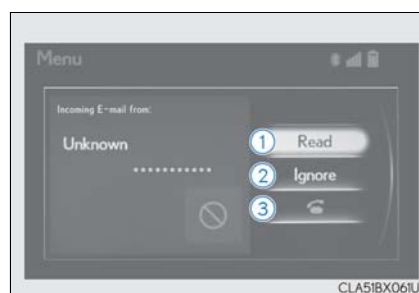 Menu
Incoming E-mail from:
Unknown
***********
1 Read
2 Ignore
3
CLA51BX061U